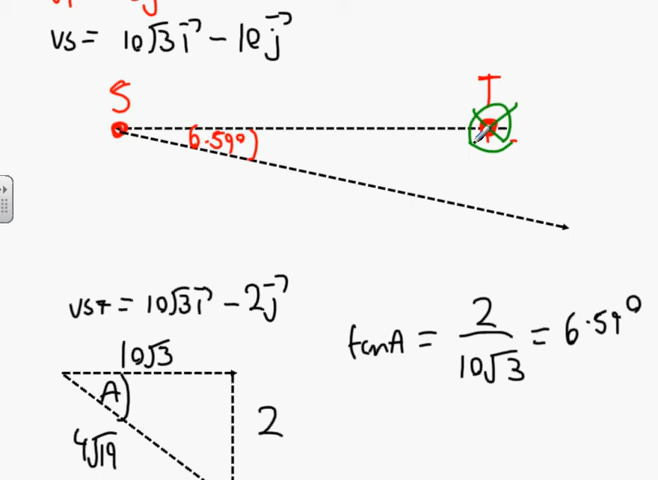 vs = 10√3 i⃗ - 10 j⃗
S
T
6.59°
vst = 10√3 i⃗ - 2 j⃗
tan A = 2 / 10√3 = 6.59°
10√3
A
2
4√19